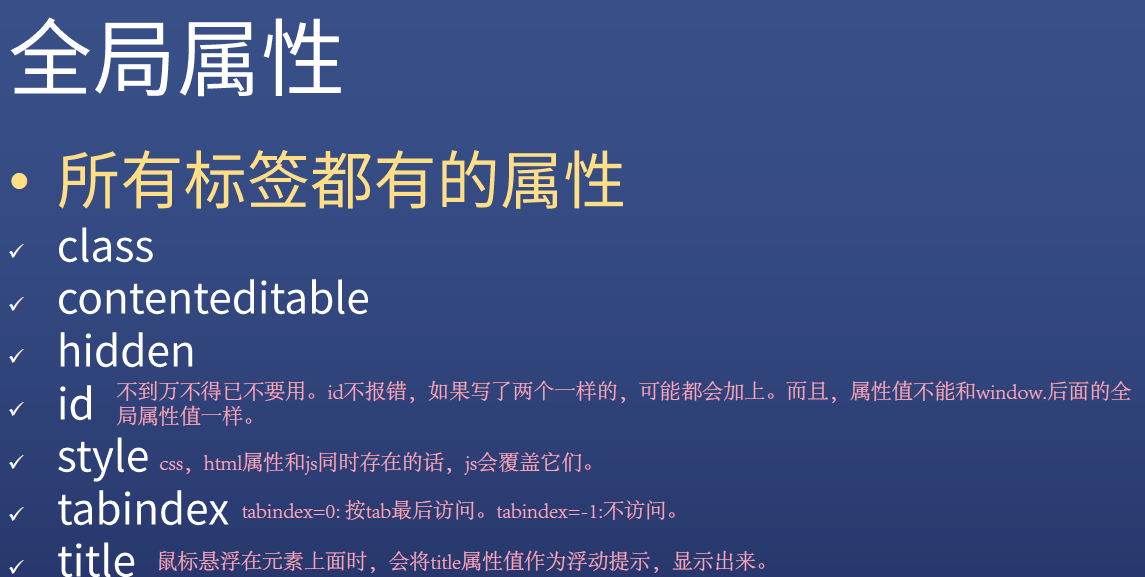 全局属性
• 所有标签都有的属性
✓ class
✓ contenteditable
✓ hidden
✓ id 不到万不得已不要用。id不报错，如果写了两个一样的，可能都会加上。而且，属性值不能和window.后面的全
局属性值一样。
✓ style css，html属性和js同时存在的话，js会覆盖它们。
✓ tabindex tabindex=0: 按tab最后访问。tabindex=-1:不访问。
✓ title 鼠标悬浮在元素上面时，会将title属性值作为浮动提示，显示出来。